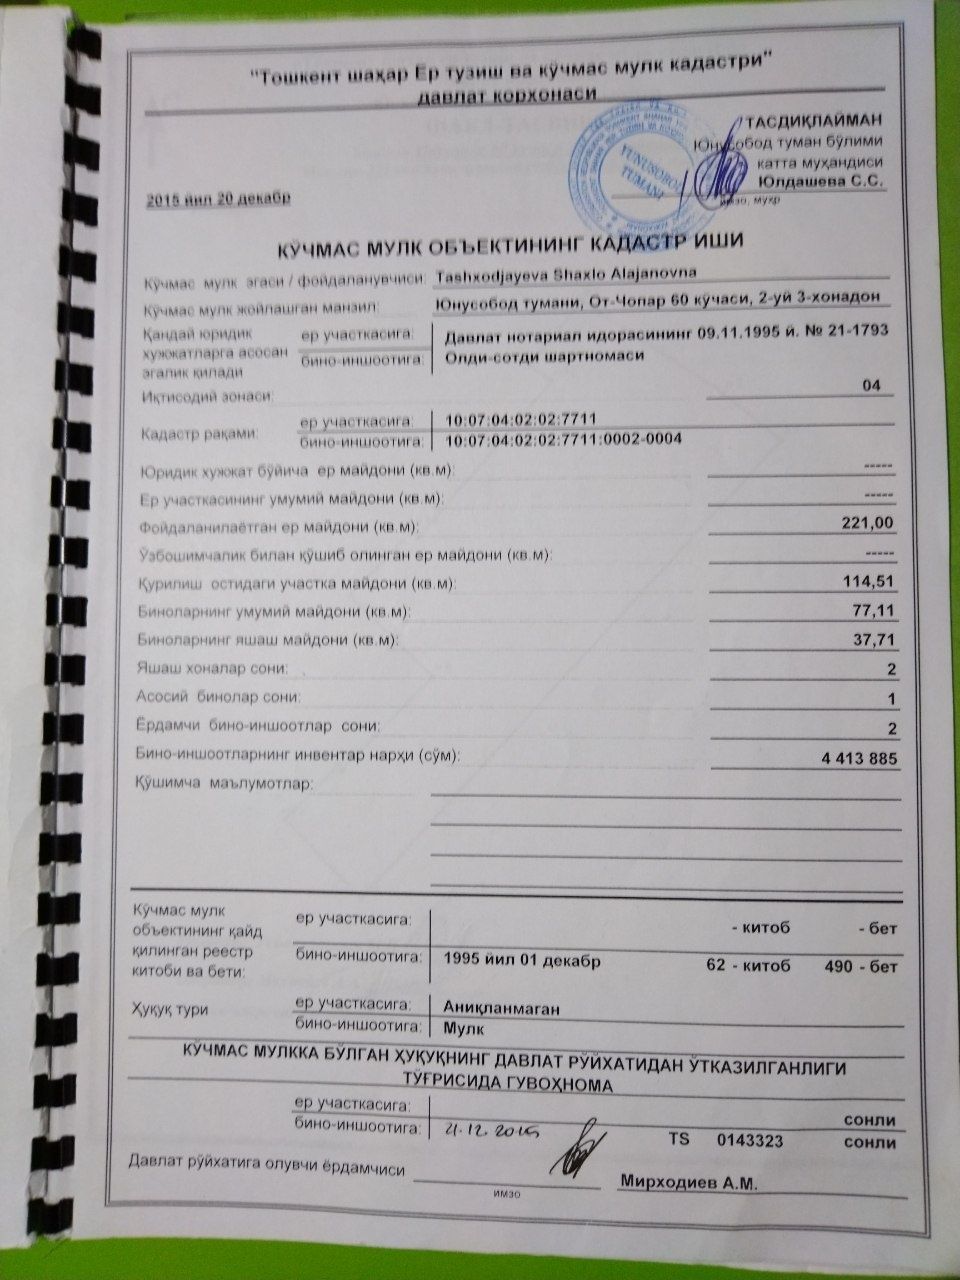 "Тошкент шаҳар Ер тузиш ва кўчмас мулк кадастри"
давлат корхонаси
ТАСДИҚЛАЙМАН
Юнусобод туман бўлими
катта муҳандиси
Юлдашева С.С.
имзо, муҳр
YUNUSOBOD
TUMANI
2015 йил 20 декабр
КЎЧМАС МУЛК ОБЪЕКТИНИНГ КАДАСТР ИШИ
Кўчмас мулк эгаси / фойдаланувчиси: Tashxodjayeva Shaxlo Alajanovna
Кўчмас мулк жойлашган манзил: Юнусобод тумани, От-Чопар 60 кўчаси, 2-уй 3-хонадон
Қандай юридик хужжатларга асосан эгалик қилади
ер участкасига: Давлат нотариал идорасининг 09.11.1995 й. № 21-1793
бино-иншоотига: Олди-сотди шартномаси
Иқтисодий зонаси: 04
Кадастр рақами:
ер участкасига: 10:07:04:02:02:7711
бино-иншоотига: 10:07:04:02:02:7711:0002-0004
Юридик хужжат бўйича ер майдони (кв.м): -----
Ер участкасининг умумий майдони (кв.м): -----
Фойдаланилаётган ер майдони (кв.м): 221,00
Ўзбошимчалик билан қўшиб олинган ер майдони (кв.м): -----
Қурилиш остидаги участка майдони (кв.м): 114,51
Биноларнинг умумий майдони (кв.м): 77,11
Биноларнинг яшаш майдони (кв.м): 37,71
Яшаш хоналар сони: 2
Асосий бинолар сони: 1
Ёрдамчи бино-иншоотлар сони: 2
Бино-иншоотларнинг инвентар нарҳи (сўм): 4 413 885
Қўшимча маълумотлар:
Кўчмас мулк объектининг қайд қилинган реестр китоби ва бети:
ер участкасига: - китоб - бет
бино-иншоотига: 1995 йил 01 декабр 62 - китоб 490 - бет
Ҳуқуқ тури
ер участкасига: Аниқланмаган
бино-иншоотига: Мулк
КЎЧМАС МУЛККА БЎЛГАН ҲУҚУҚНИНГ ДАВЛАТ РЎЙХАТИДАН ЎТКАЗИЛГАНЛИГИ
ТЎҒРИСИДА ГУВОҲНОМА
ер участкасига: сонли
бино-иншоотига: 21.12.2015 TS 0143323 сонли
Давлат рўйхатига олувчи ёрдамчиси Мирходиев А.М.
имзо